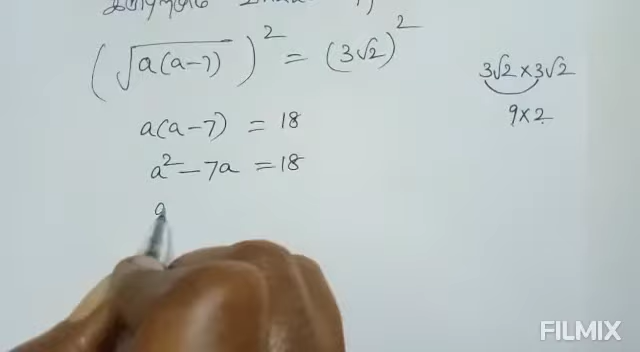 (√a(a-7))² = (3√2)²
3√2 × 3√2
9×2
a(a-7) = 18
a² - 7a = 18
a
FILMIX